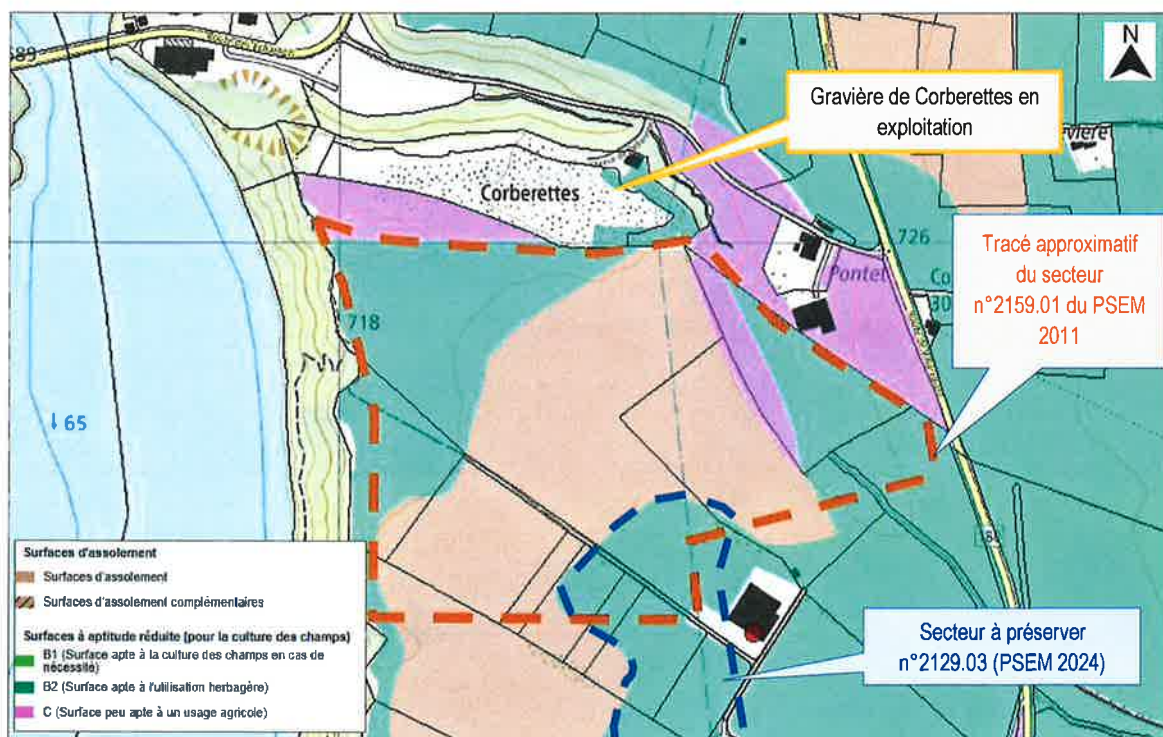 N
689
Gravière de Corberettes en
exploitation
Corberettes
726
Pontet
Co
30
Tracé approximatif
du secteur
n°2159.01 du PSEM
2011
718
65
Surfaces d'assolement
Surfaces d'assolement
Surfaces d'assolement complémentaires
Surfaces à aptitude réduite (pour la culture des champs)
B1 (Surface apte à la culture des champs en cas de
nécessité)
B2 (Surface apte à l'utilisation herbagère)
C (Surface peu apte à un usage agricole)
Secteur à préserver
n°2129.03 (PSEM 2024)